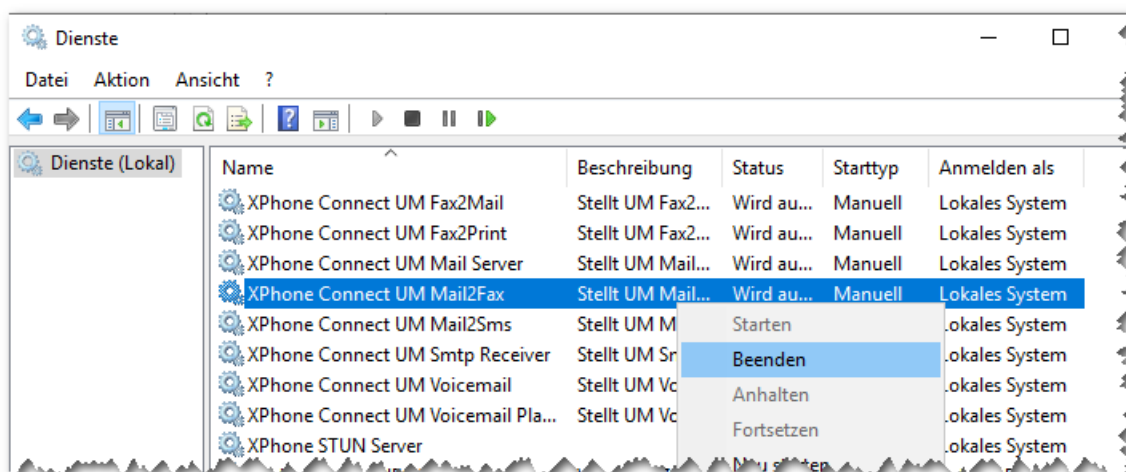 Dienste
Datei Aktion Ansicht ?
Dienste (Lokal)
Name Beschreibung Status Starttyp Anmelden als
XPhone Connect UM Fax2Mail Stellt UM Fax2... Wird au... Manuell Lokales System
XPhone Connect UM Fax2Print Stellt UM Fax2... Wird au... Manuell Lokales System
XPhone Connect UM Mail Server Stellt UM Mail... Wird au... Manuell Lokales System
XPhone Connect UM Mail2Fax Stellt UM Mail... Wird au... Manuell Lokales System
XPhone Connect UM Mail2Sms Stellt UM M Starten .okales System
XPhone Connect UM Smtp Receiver Stellt UM Sr Beenden .okales System
XPhone Connect UM Voicemail Stellt UM Vc Anhalten .okales System
XPhone Connect UM Voicemail Pla... Stellt UM Vc Fortsetzen .okales System
XPhone STUN Server .okales System
Neu starten